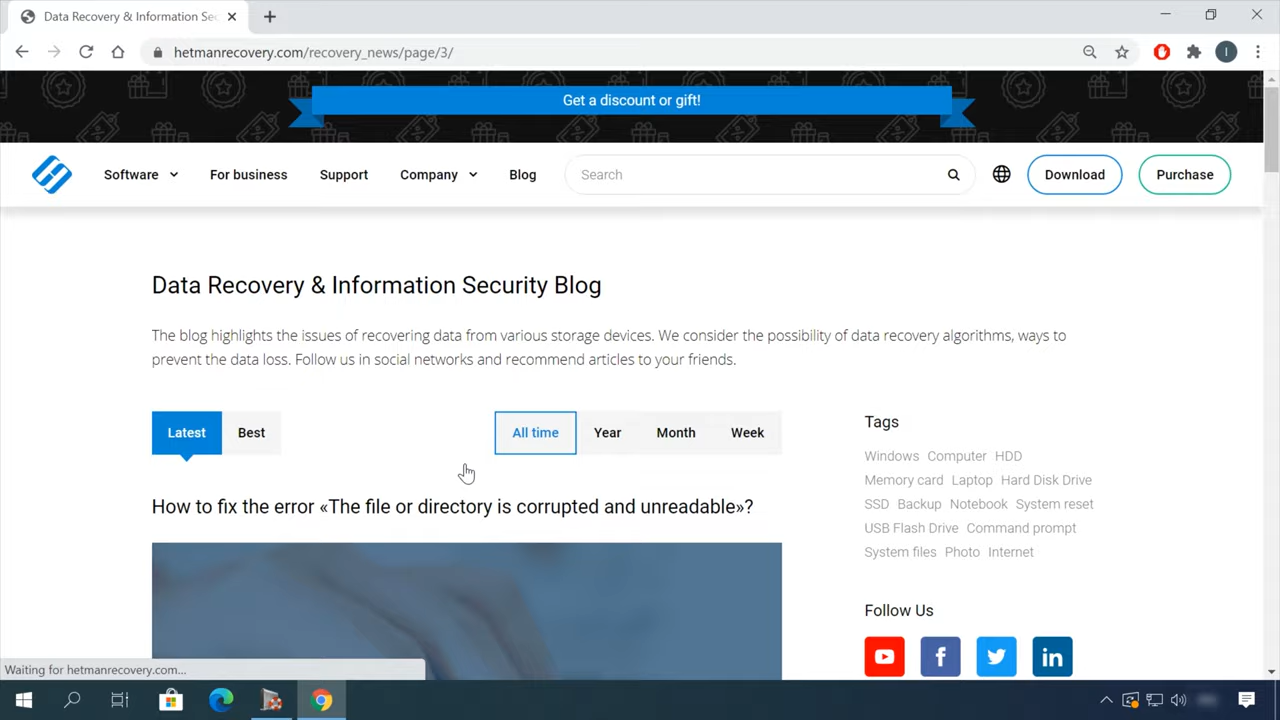 Data Recovery & Information Sec
hetmanrecovery.com/recovery_news/page/3/
I
Get a discount or gift!
Software
For business
Support
Company
Blog
Search
Download
Purchase
Data Recovery & Information Security Blog
The blog highlights the issues of recovering data from various storage devices. We consider the possibility of data recovery algorithms, ways to
prevent the data loss. Follow us in social networks and recommend articles to your friends.
Latest
Best
All time
Year
Month
Week
How to fix the error «The file or directory is corrupted and unreadable»?
Tags
Windows Computer HDD
Memory card Laptop Hard Disk Drive
SSD Backup Notebook System reset
USB Flash Drive Command prompt
System files Photo Internet
Follow Us
Waiting for hetmanrecovery.com...